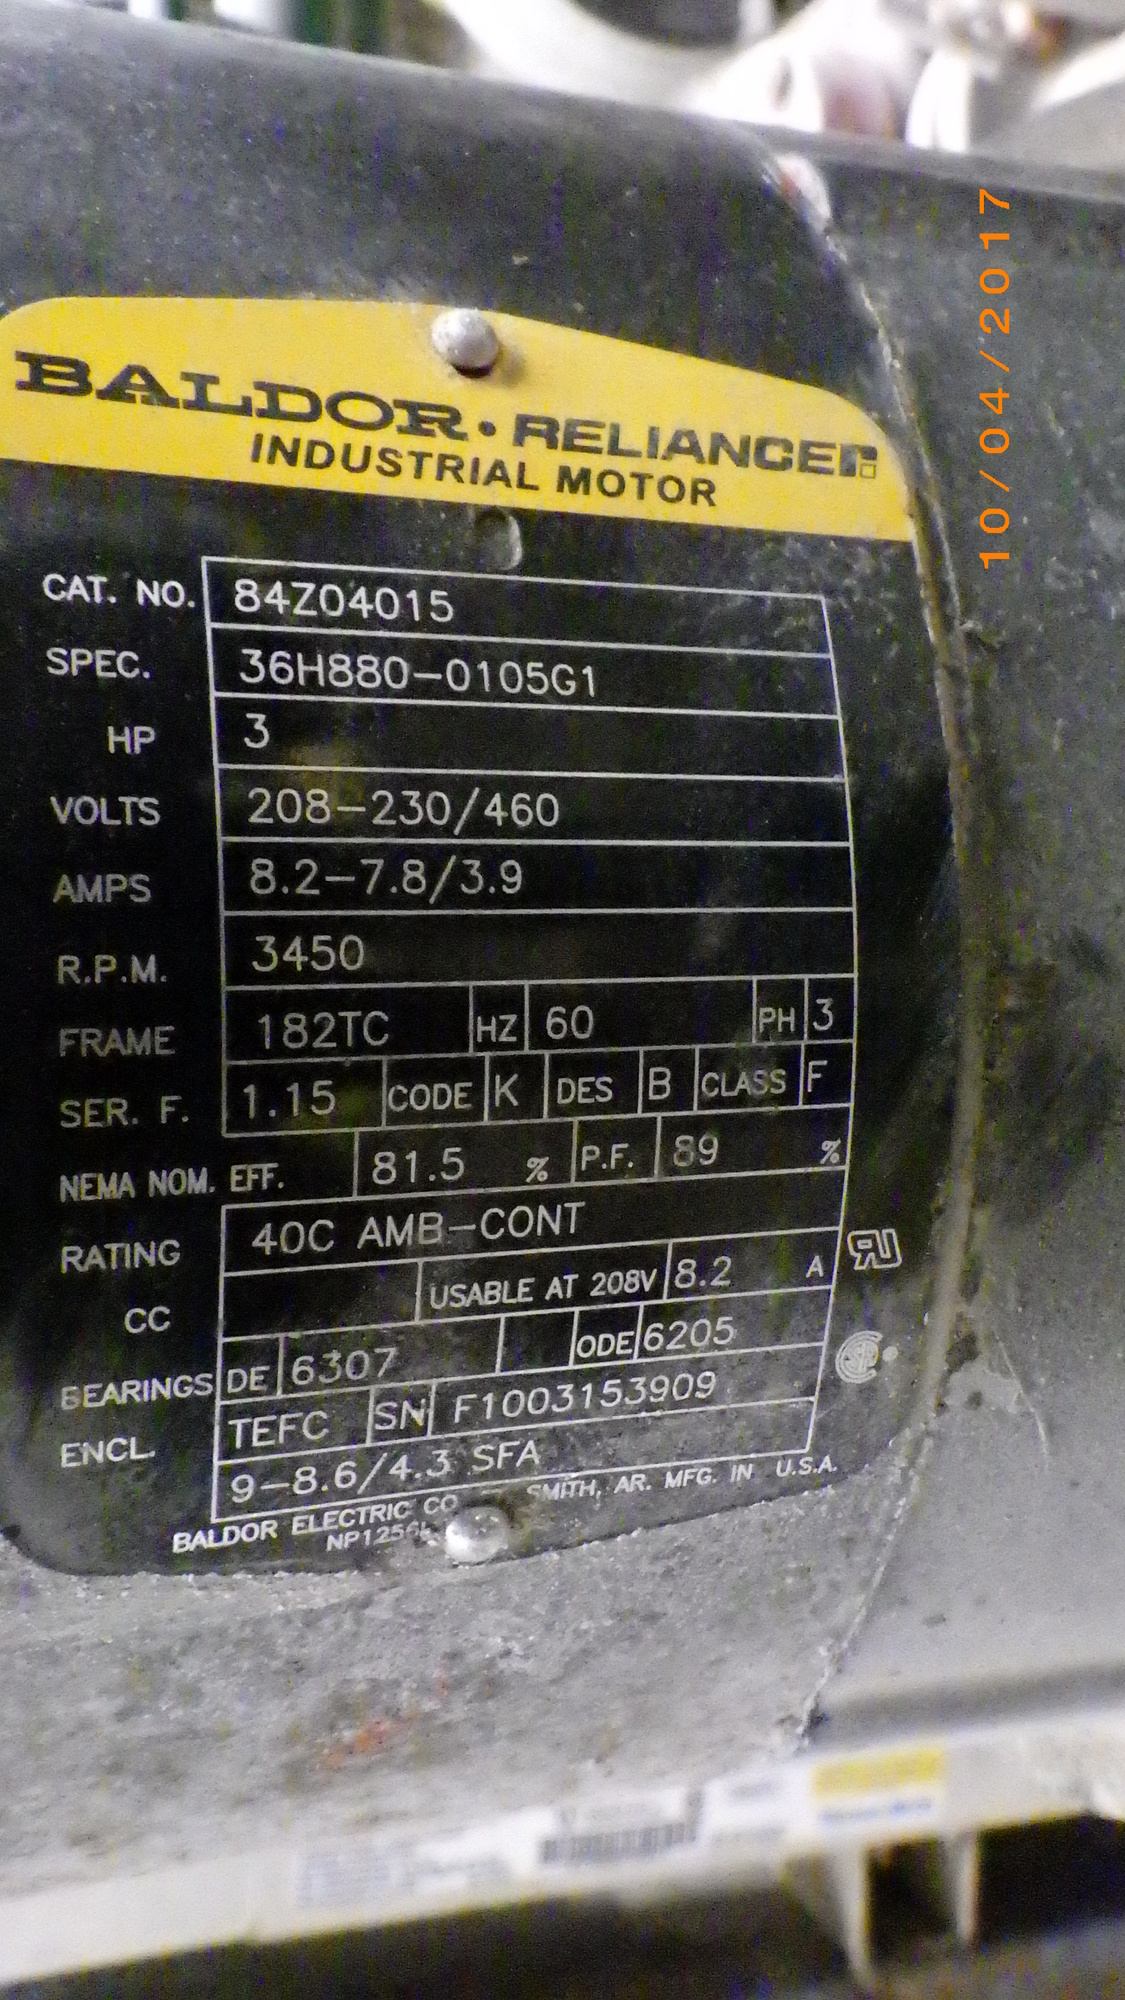 BALDOR • RELIANCER
INDUSTRIAL MOTOR
CAT. NO. 84Z04015
SPEC. 36H880-0105G1
HP 3
VOLTS 208-230/460
AMPS 8.2-7.8/3.9
R.P.M. 3450
FRAME 182TC HZ 60 PH 3
SER. F. 1.15 CODE K DES B CLASS F
NEMA NOM. EFF. 81.5 % P.F. 89 %
RATING 40C AMB-CONT
CC USABLE AT 208V 8.2 A
BEARINGS DE 6307 ODE 6205
ENCL. TEFC SN F1003153909
9-8.6/4.3 SFA
BALDOR ELECTRIC CO SMITH, AR. MFG. IN U.S.A.
10/04/2017